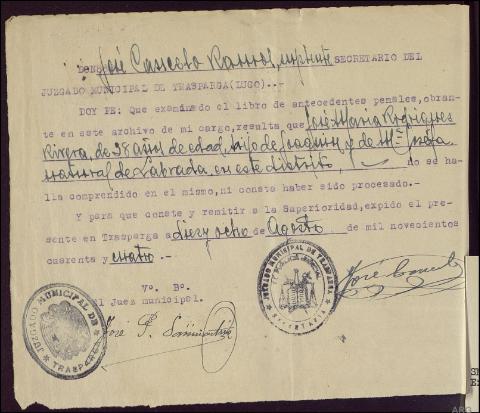 DON José Couceto Ramos, suplente SECRETARIO DEL
JUZGADO MUNICIPAL DE TRASPARGA(LUGO)..-
DOY FE: Que examinado el libro de antecedentes penales, obran-
te en este archivo de mi cargo, resulta que José María Rodríguez
Rivera, de 38 años de edad, hijo de Joaquín y de Mª Josefa
natural de Labrada, en este distrito, no se ha-
lla comprendido en el mismo, ni consta haber sido procesado.-
Y para que conste y remitir a la Saperioridad, expido el pre-
sente en Trasparga a diez y ocho de Agosto de mil novecientos
cuarenta y cuatro .-
Vo. Bo.
El Juez municipal.
José
José
JUZGADO MUNICIPAL DE TRASPARGA
JUZGADO MUNICIPAL DE TRASPARGA
SECRETARIA